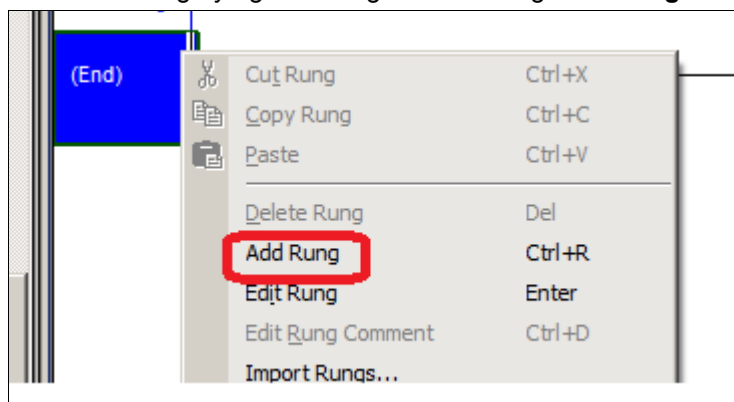 (End)
Cut Rung Ctrl+X
Copy Rung Ctrl+C
Paste Ctrl+V
Delete Rung Del
Add Rung Ctrl+R
Edit Rung Enter
Edit Rung Comment Ctrl+D
Import Rungs...